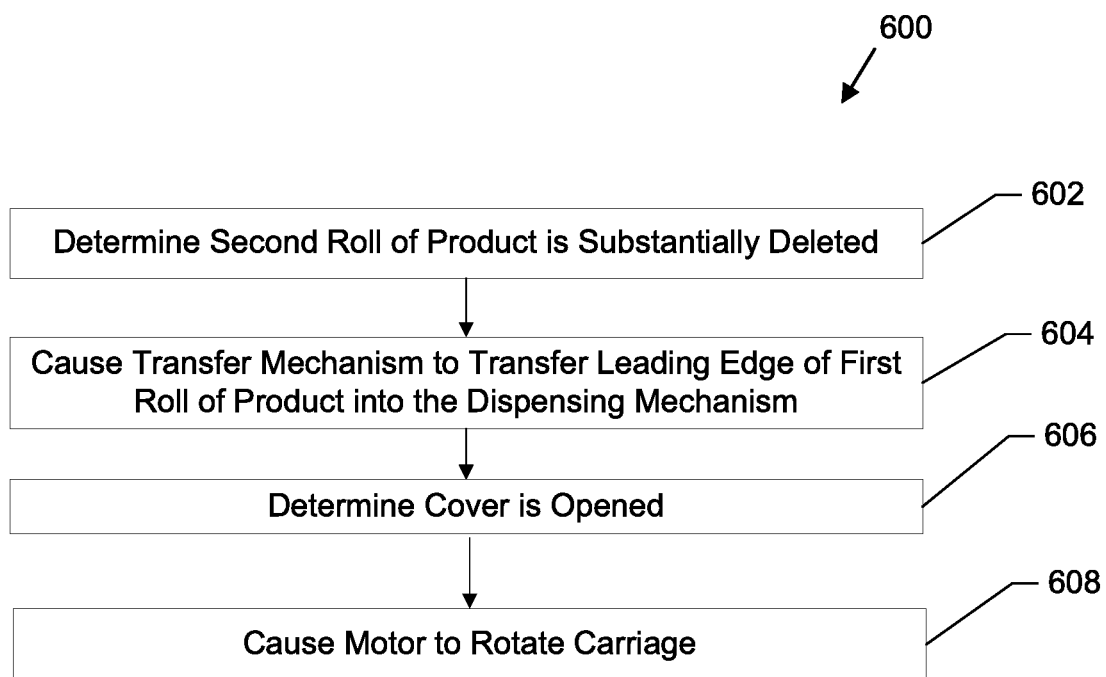 600
602
Determine Second Roll of Product is Substantially Deleted
604
Cause Transfer Mechanism to Transfer Leading Edge of First
Roll of Product into the Dispensing Mechanism
606
Determine Cover is Opened
608
Cause Motor to Rotate Carriage